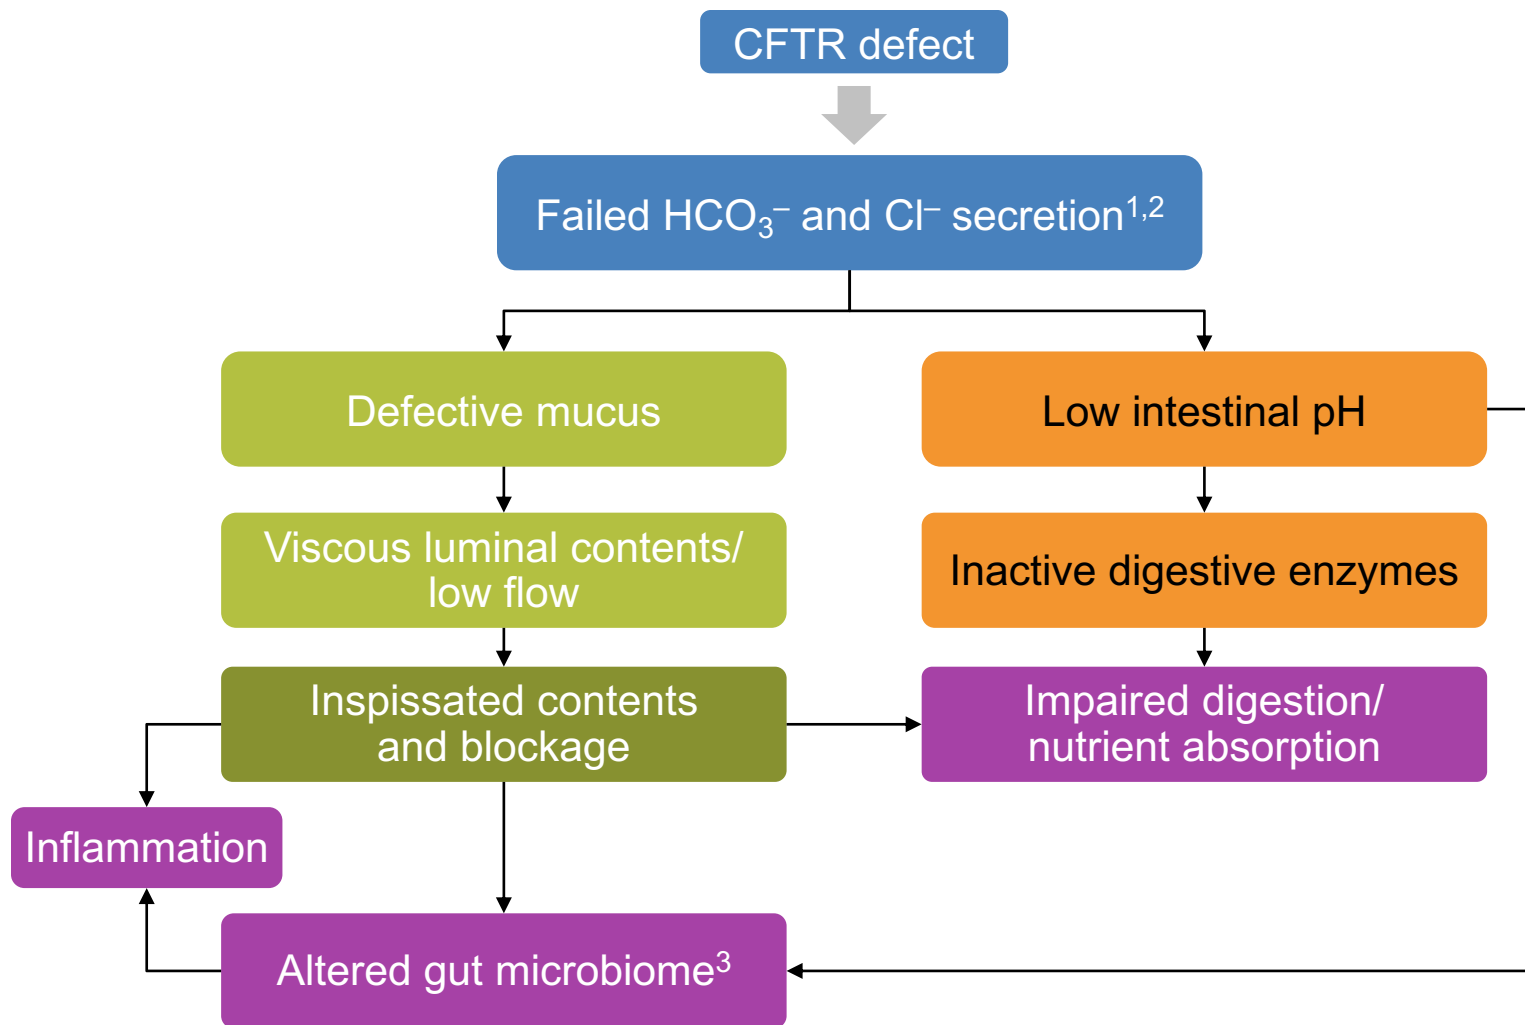 CFTR defect
Failed HCO₃⁻ and Cl⁻ secretion¹,²
Defective mucus
Low intestinal pH
Viscous luminal contents/
low flow
Inactive digestive enzymes
Inspissated contents
and blockage
Impaired digestion/
nutrient absorption
Inflammation
Altered gut microbiome³